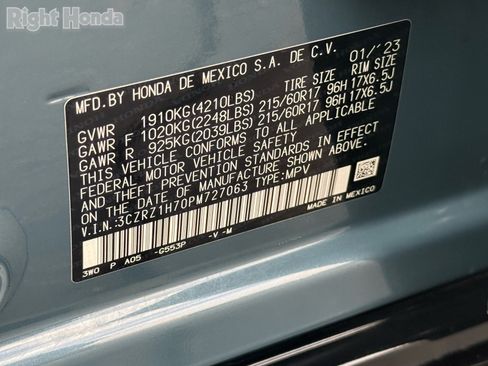 Right Honda
MFD. BY HONDA DE MEXICO S.A. DE C.V. 01/'23
TIRE SIZE RIM SIZE
GVWR 1910KG(4210LBS)
GAWR F 1020KG(2248LBS) 215/60R17 96H 17X6.5J
GAWR R 925KG(2039LBS) 215/60R17 96H 17X6.5J
THIS VEHICLE CONFORMS TO ALL APPLICABLE
FEDERAL MOTOR VEHICLE SAFETY STANDARDS IN EFFECT
ON THE DATE OF MANUFACTURE SHOWN ABOVE.
V.I.N.:3CZRZ1H70PM727063 TYPE:MPV
MADE IN MEXICO
3W0 P A05 -G553P -V -M